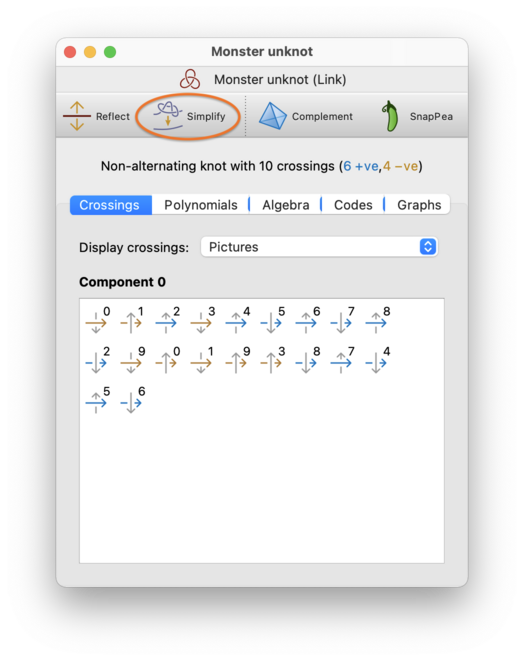 Monster unknot
Monster unknot (Link)
Reflect Simplify Complement SnapPea
Non-alternating knot with 10 crossings (6 +ve,4 −ve)
Crossings Polynomials Algebra Codes Graphs
Display crossings: Pictures
Component 0
0 1 2 3 4 5 6 7 8
2 9 0 1 9 3 8 7 4
5 6